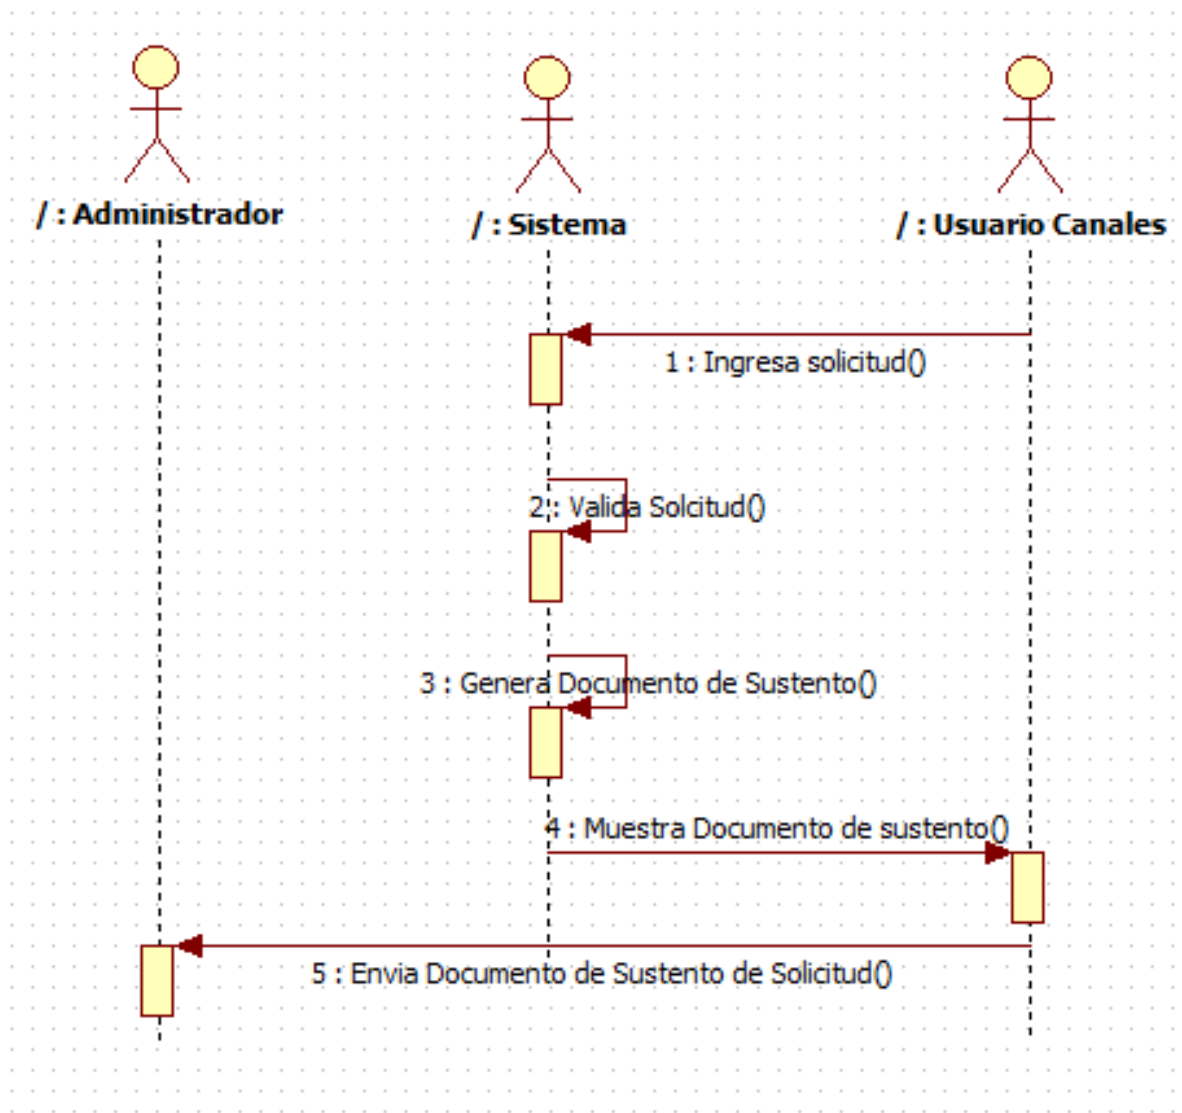 / : Administrador
/ : Sistema
/ : Usuario Canales
1 : Ingresa solicitud()
2 : Valida Solcitud()
3 : Genera Documento de Sustento()
4 : Muestra Documento de sustento()
5 : Envia Documento de Sustento de Solicitud()